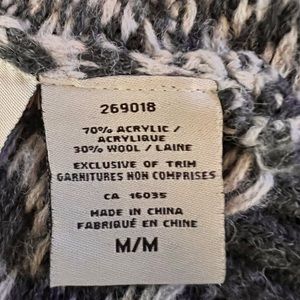 269018
70% ACRYLIC /
ACRYLIQUE
30% WOOL / LAINE
EXCLUSIVE OF TRIM
GARNITURES NON COMPRISES
CA 16035
MADE IN CHINA
FABRIQUÉ EN CHINE
M/M